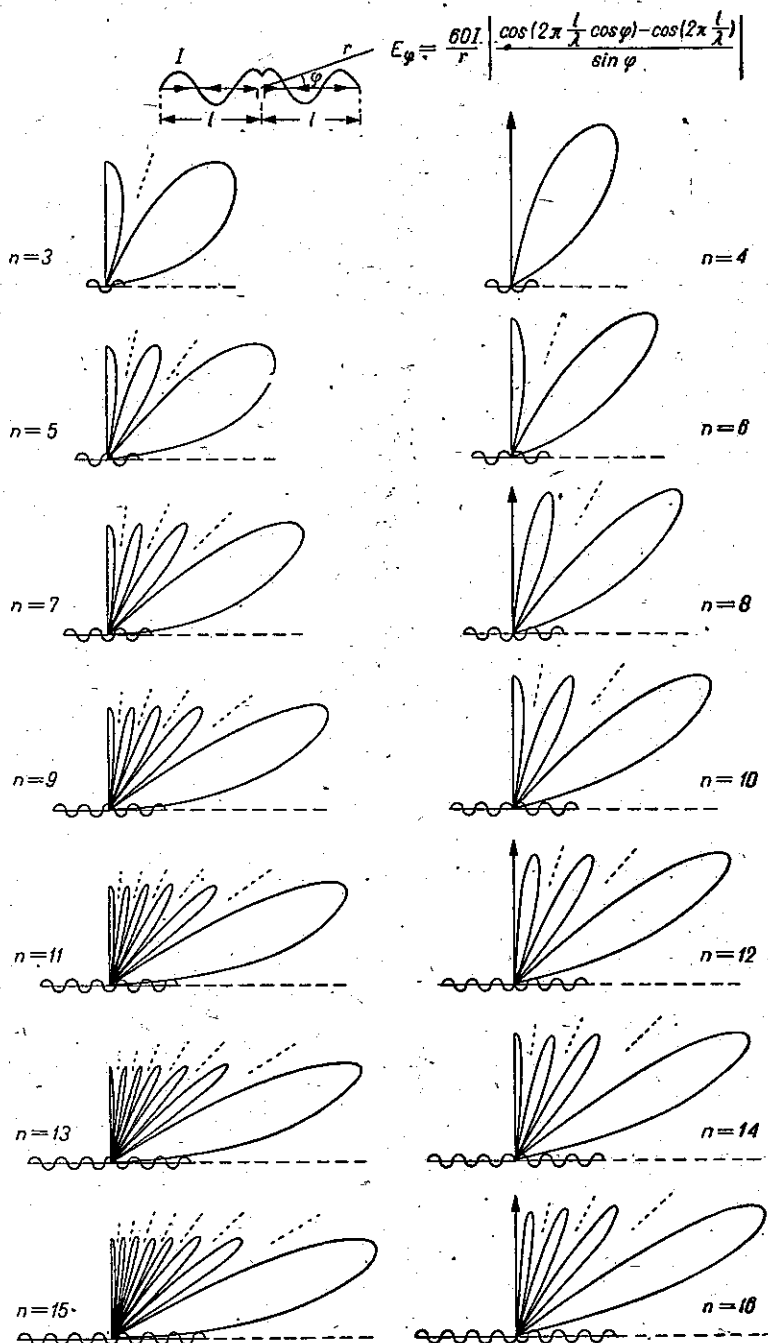 I
r
φ
l
l
E_φ = 60I/r |cos(2π l/λ cosφ)-cos(2π l/λ)/sin φ|
n=3
n=4
n=5
n=6
n=7
n=8
n=9
n=10
n=11
n=12
n=13
n=14
n=15
n=16